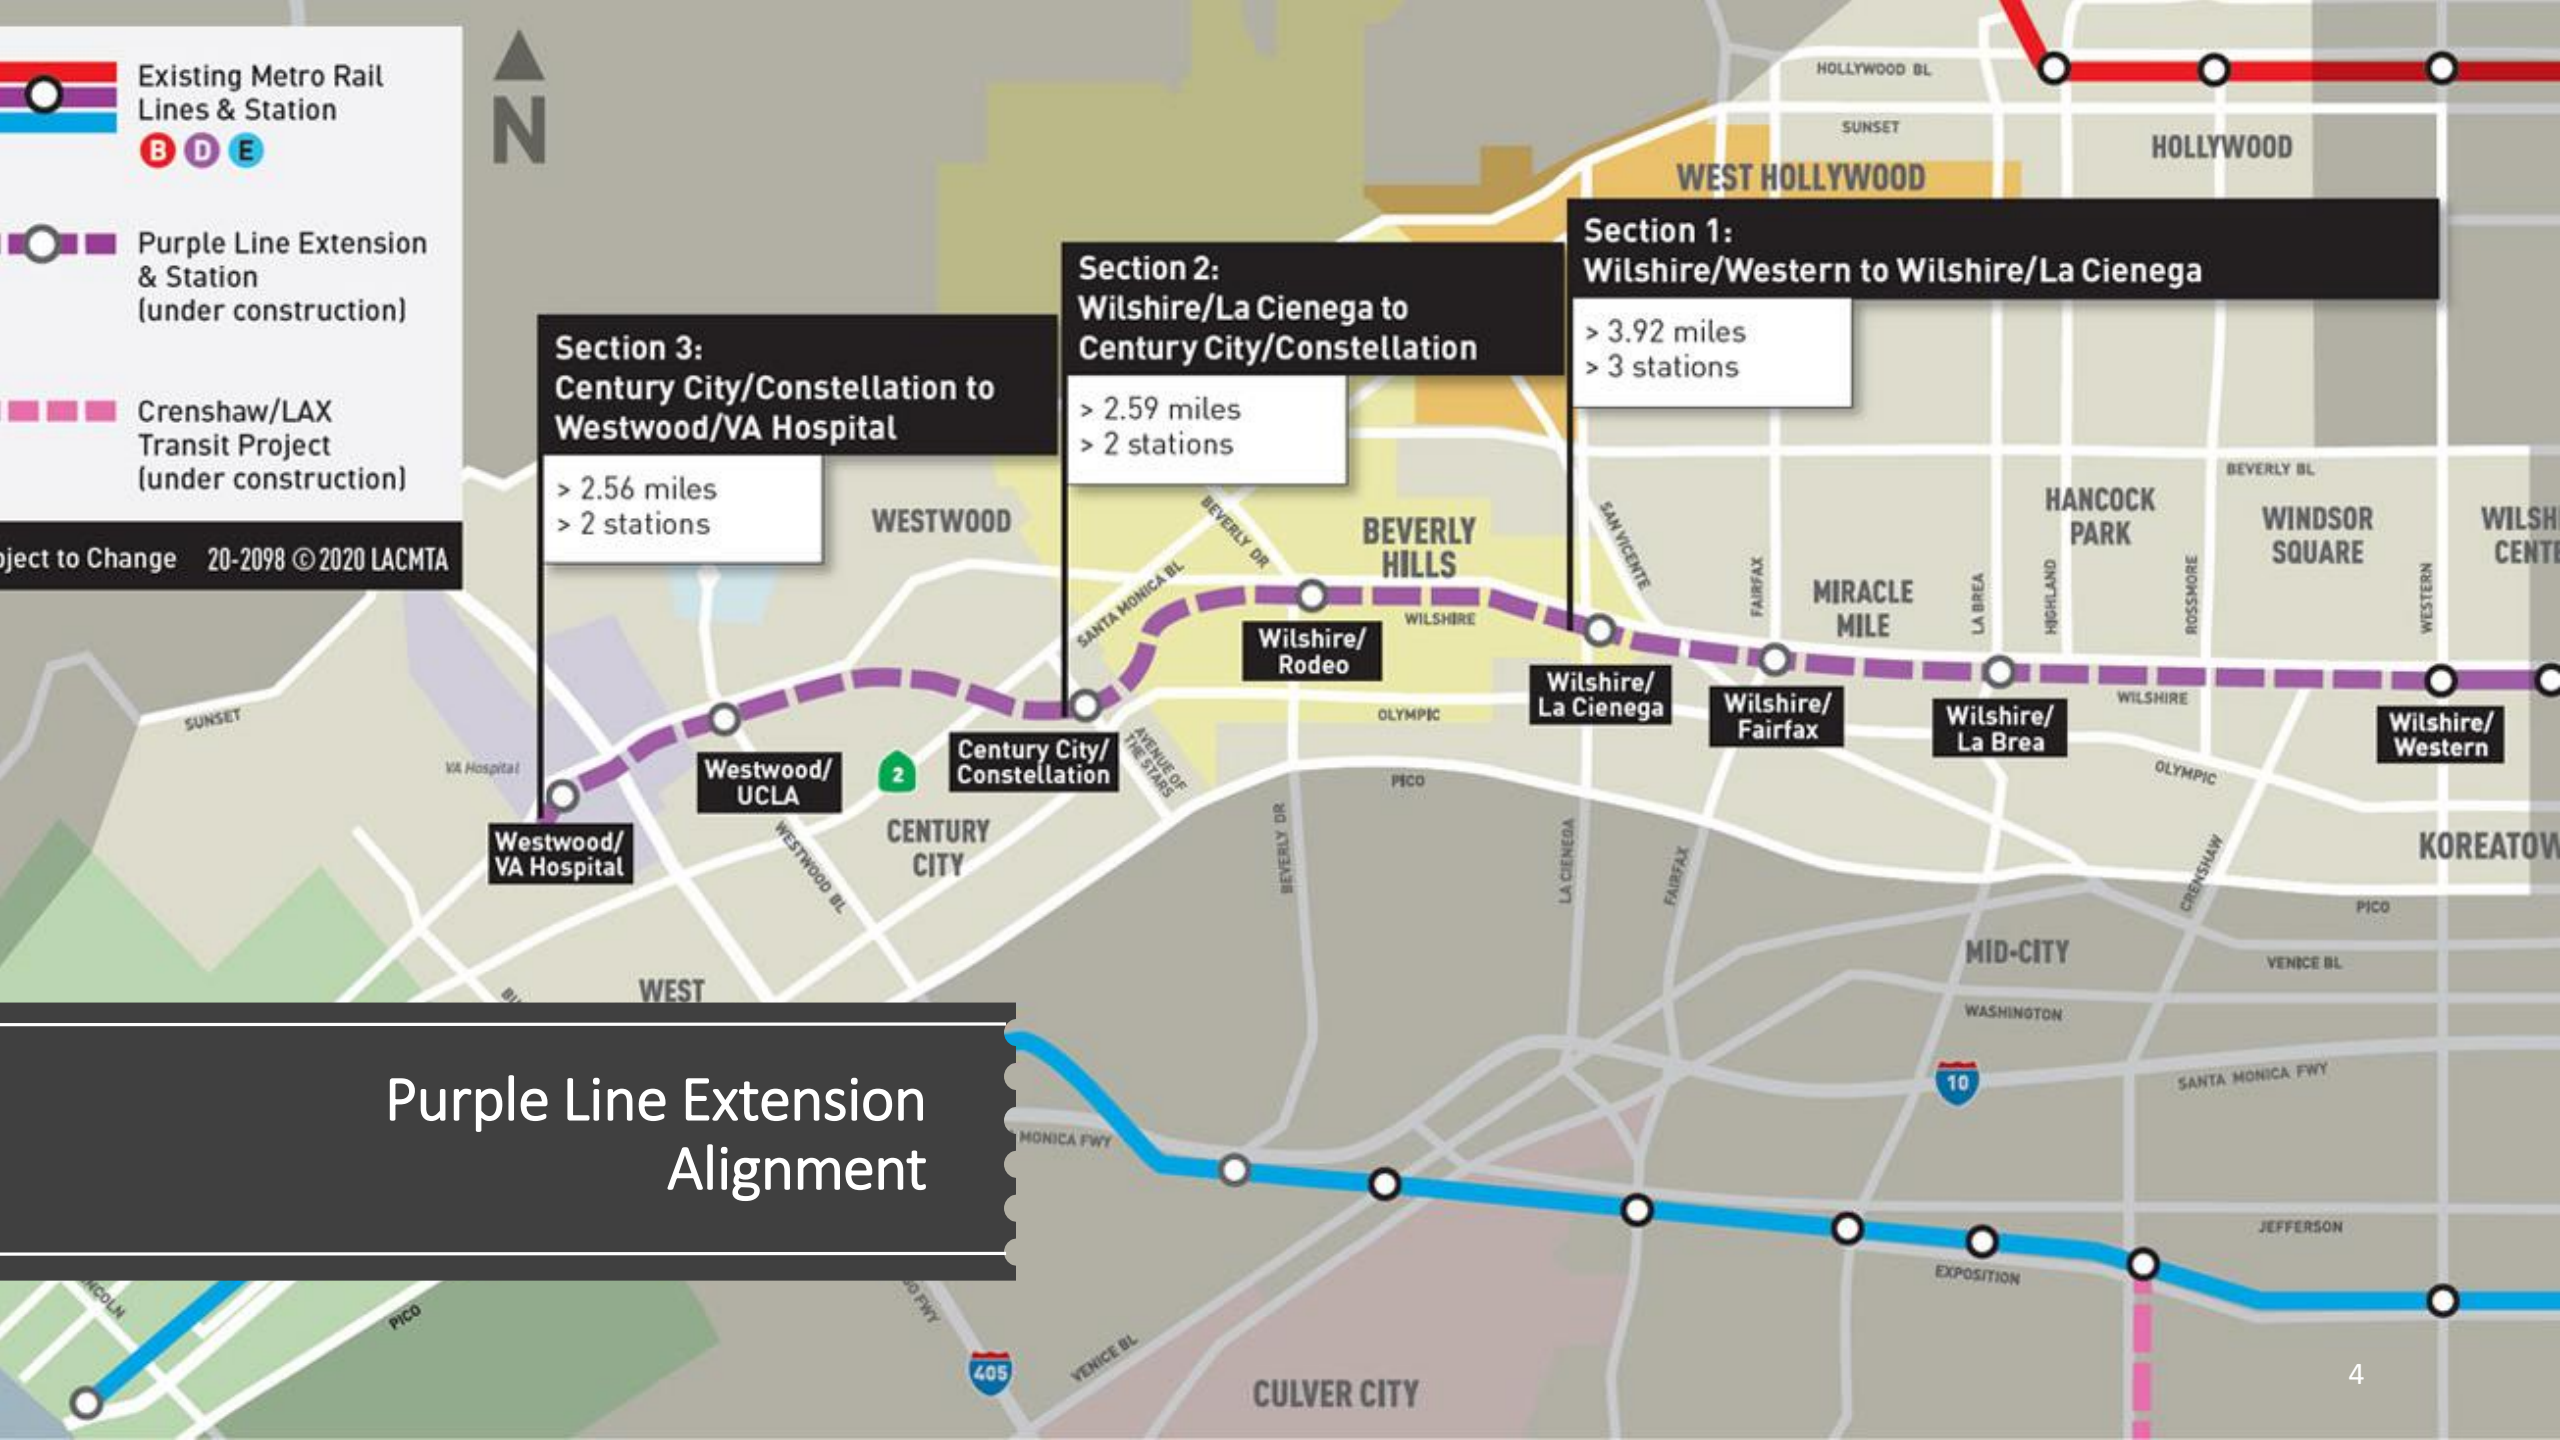 Existing Metro Rail
Lines & Station
B D E
Purple Line Extension
& Station
(under construction)
Crenshaw/LAX
Transit Project
(under construction)
to Change 20-2098 © 2020 LACMTA
N
HOLLYWOOD BL
SUNSET
HOLLYWOOD
WEST HOLLYWOOD
Section 1:
Wilshire/Western to Wilshire/La Cienega
> 3.92 miles
> 3 stations
Section 2:
Wilshire/La Cienega to
Century City/Constellation
> 2.59 miles
> 2 stations
Section 3:
Century City/Constellation to
Westwood/VA Hospital
> 2.56 miles
> 2 stations
WESTWOOD
BEVERLY DR
BEVERLY
HILLS
SAN VICENTE
BEVERLY BL
HANCOCK
PARK
WINDSOR
SQUARE
FAIRFAX
MIRACLE
MILE
LA BREA
HIGHLAND
ROSSMORE
WESTERN
SANTA MONICA BL
WILSHIRE
Wilshire/
Rodeo
Wilshire/
La Cienega
Wilshire/
Fairfax
Wilshire/
La Brea
WILSHIRE
Wilshire/
Western
SUNSET
VA Hospital
Westwood/
VA Hospital
Westwood/
UCLA
2
Century City/
Constellation
AVENUE OF
THE STARS
OLYMPIC
PICO
OLYMPIC
CENTURY
CITY
WESTWOOD BL
BEVERLY DR
LA CIENEGA
FAIRFAX
CRENSHAW
PICO
WEST
MID-CITY
VENICE BL
WASHINGTON
10
SANTA MONICA FWY
Purple Line Extension
Alignment
MONICA FWY
JEFFERSON
EXPOSITION
PICO
FWY
405
VENICE BL
CULVER CITY
4